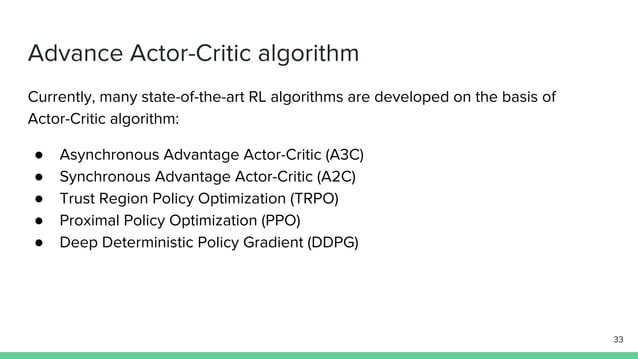 Advance Actor-Critic algorithm
Currently, many state-of-the-art RL algorithms are developed on the basis of
Actor-Critic algorithm:
● Asynchronous Advantage Actor-Critic (A3C)
● Synchronous Advantage Actor-Critic (A2C)
● Trust Region Policy Optimization (TRPO)
● Proximal Policy Optimization (PPO)
● Deep Deterministic Policy Gradient (DDPG)
33